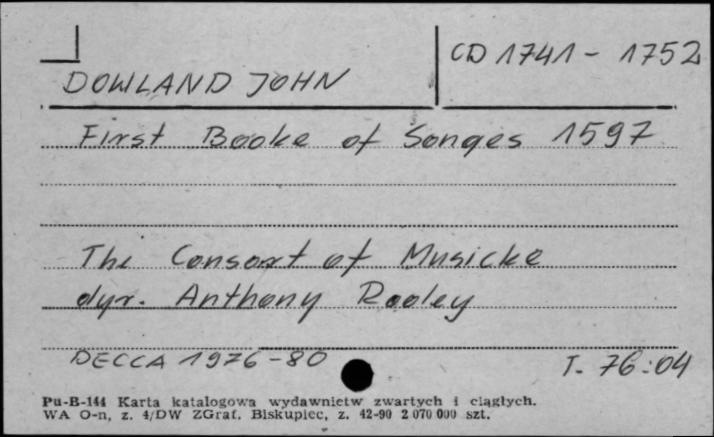 CD 1741 - 1752
DOWLAND JOHN
First Booke of Songes 1597
The Consort of Musicke
dyr. Anthony Rooley
DECCA 1976-80
T. 76:04
Pu-B-144 Karta katalogowa wydawnictw zwartych i ciągłych.
WA O-n, z. 4/DW ZGraf. Biskupiec, z. 42-90 2 070 000 szt.